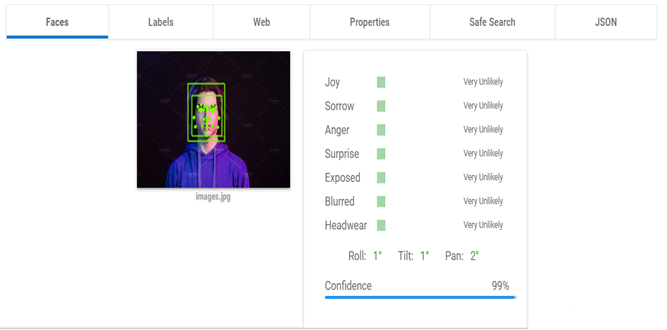 Faces Labels Web Properties Safe Search JSON
Joy Very Unlikely
Sorrow Very Unlikely
Anger Very Unlikely
Surprise Very Unlikely
Exposed Very Unlikely
Blurred Very Unlikely
Headwear Very Unlikely
images.jpg
Roll: 1° Tilt: 1° Pan: 2°
Confidence 99%